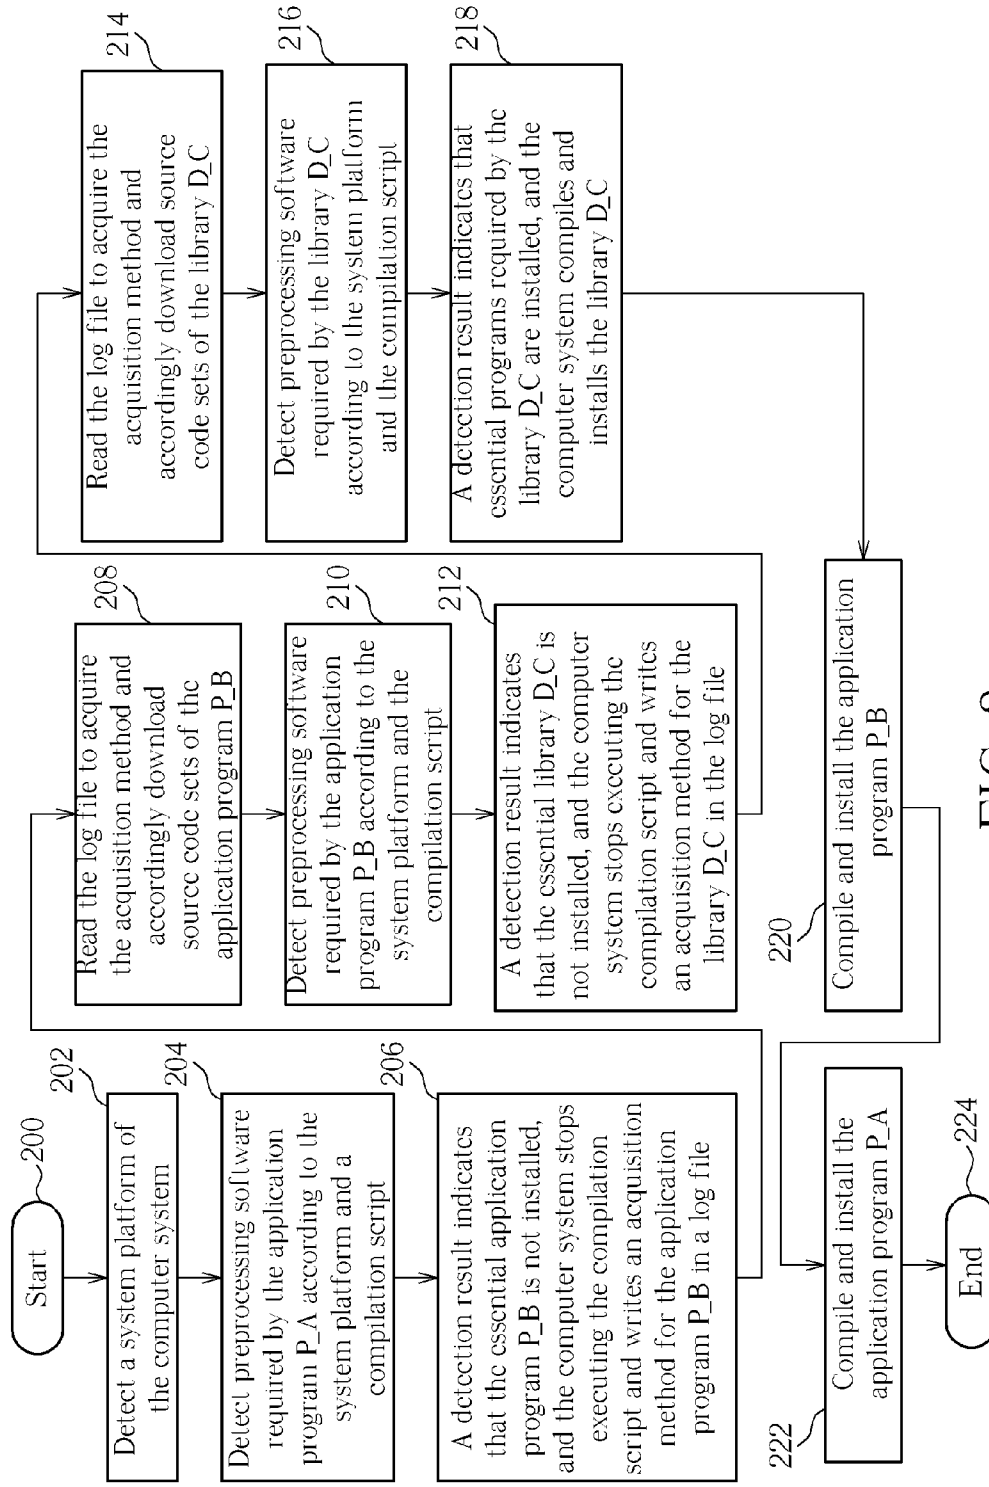 Start
200
Detect a system platform of
the computer system
202
Detect preprocessing software
required by the application
program P_A according to the
system platform and a
compilation script
204
A detection result indicates
that the essential application
program P_B is not installed,
and the computer system stops
executing the compilation
script and writes an acquisition
method for the application
program P_B in a log file
206
Read the log file to acquire
the acquisition method and
accordingly download
source code sets of the
application program P_B
208
Detect preprocessing software
required by the application
program P_B according to the
system platform and the
compilation script
210
A detection result indicates
that the essential library D_C is
not installed, and the computer
system stops executing the
compilation script and writes
an acquisition method for the
library D_C in the log file
212
Read the log file to acquire the
acquisition method and
accordingly download source
code sets of the library D_C
214
Detect preprocessing software
required by the library D_C
according to the system platform
and the compilation script
216
A detection result indicates that
essential programs required by the
library D_C are installed, and the
computer system compiles and
installs the library D_C
218
Compile and install the application
program P_B
220
Compile and install the
application program P_A
222
End
224